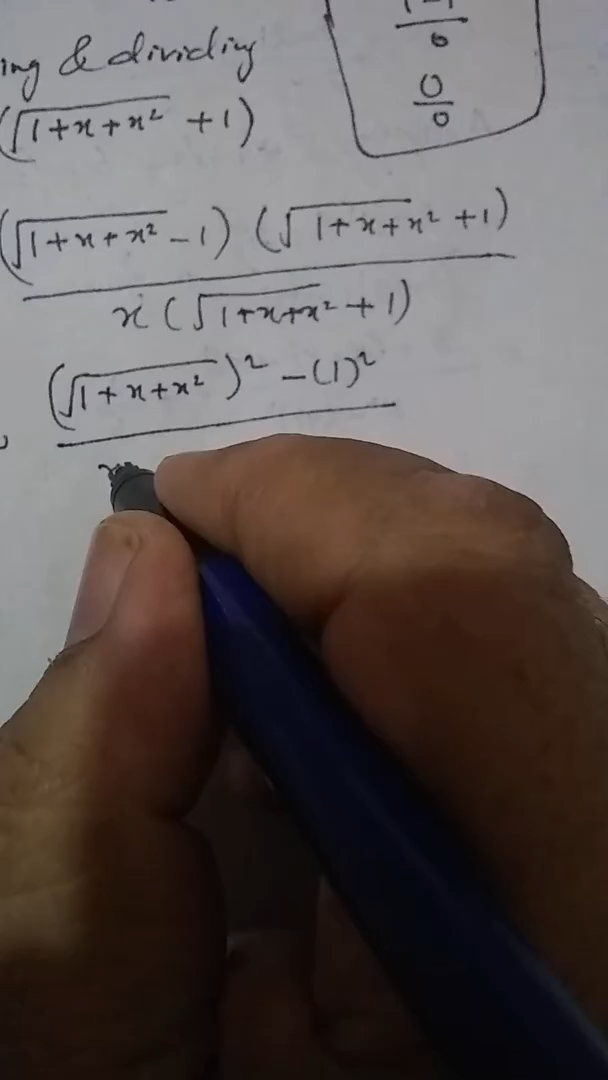 ing & dividing
(√1+x+x² +1)
0
0/0
(√1+x+x² -1) (√1+x+x² +1)
x (√1+x+x² + 1)
(√1+x+x²)² -(1)²
x